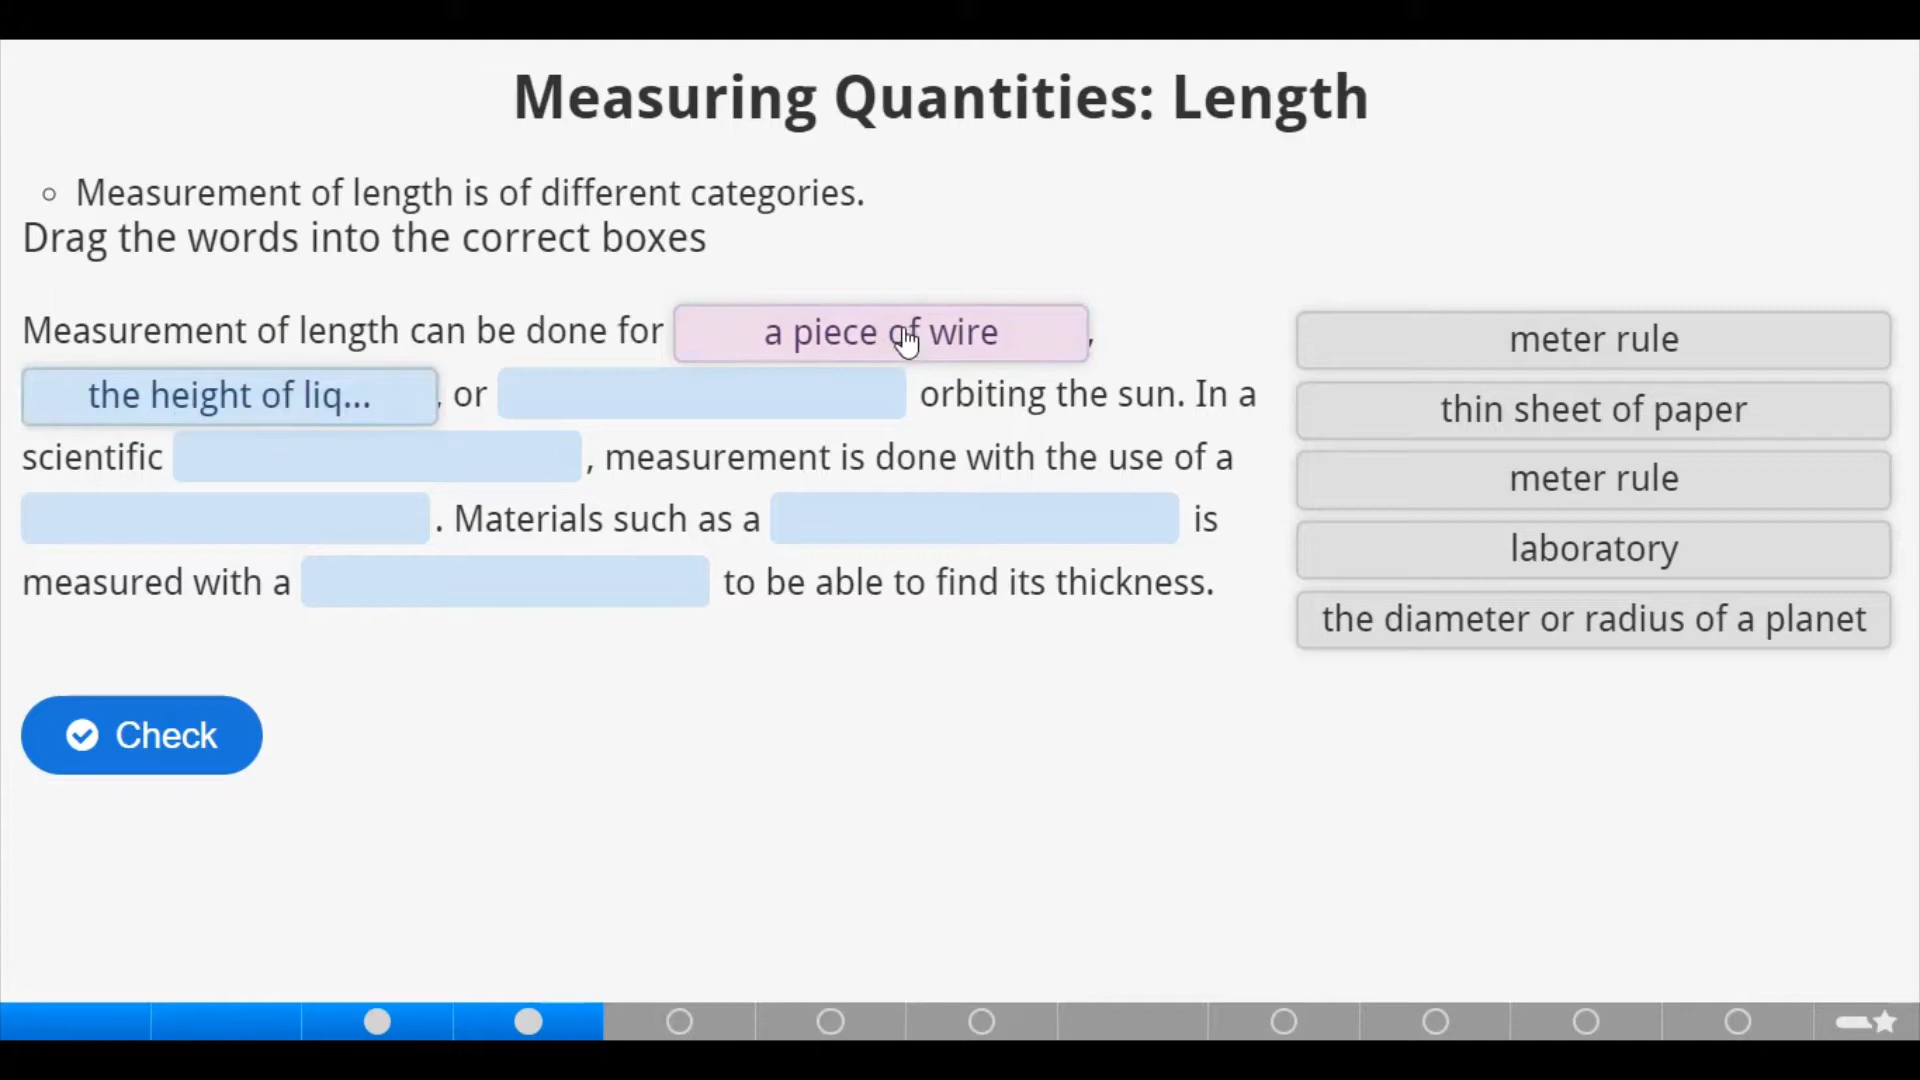 Measuring Quantities: Length
Measurement of length is of different categories.
Drag the words into the correct boxes
Measurement of length can be done for a piece of wire,
the height of liq..., or orbiting the sun. In a
scientific , measurement is done with the use of a
. Materials such as a is
measured with a to be able to find its thickness.
meter rule
thin sheet of paper
meter rule
laboratory
the diameter or radius of a planet
Check